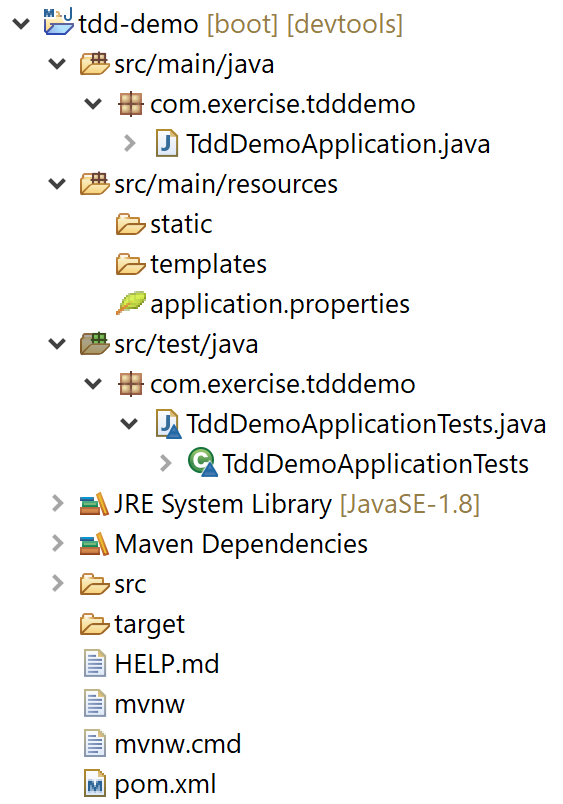 tdd-demo [boot] [devtools]
src/main/java
com.exercise.tdddemo
TddDemoApplication.java
src/main/resources
static
templates
application.properties
src/test/java
com.exercise.tdddemo
TddDemoApplicationTests.java
TddDemoApplicationTests
JRE System Library [JavaSE-1.8]
Maven Dependencies
src
target
HELP.md
mvnw
mvnw.cmd
pom.xml